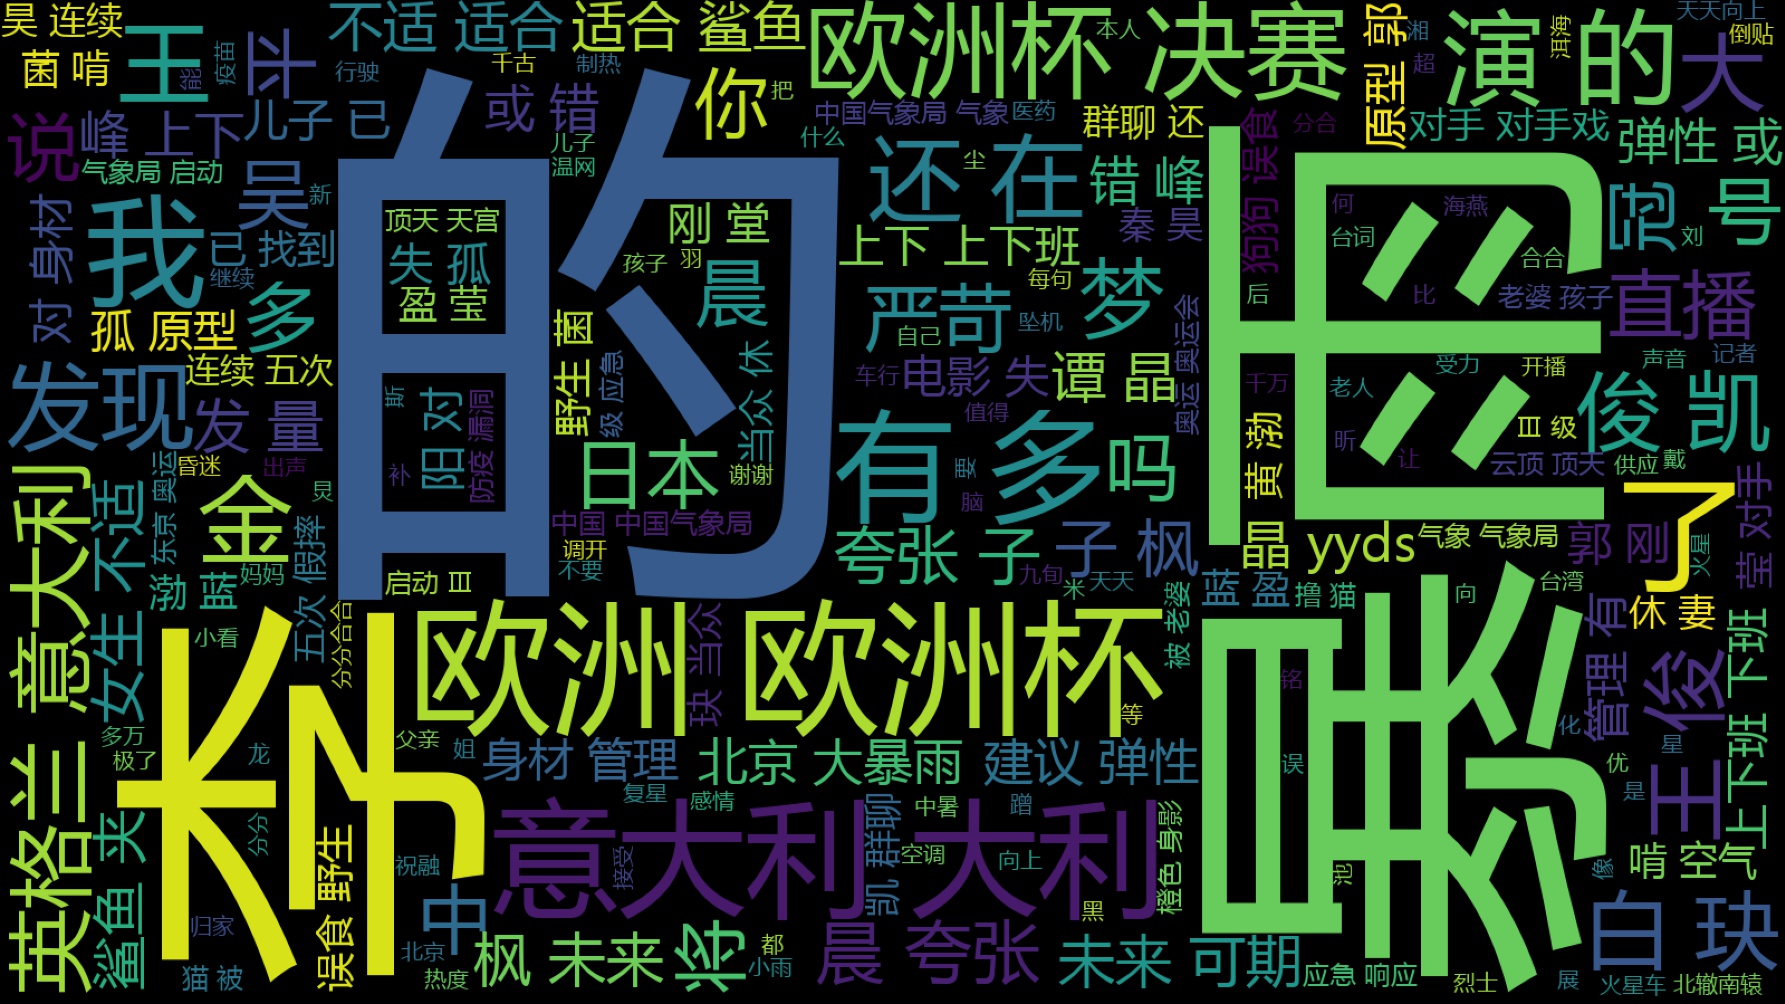 昊 连续
菌 啃
王
能
疫苗
平
不适 适合
行驶
适合 鲨鱼
千古
制热
欧洲杯 决赛
本人
原型 郭
湘
超
演 的
洱海
天天向上
倒贴
大
说
峰 上下
儿子 已
或 错
你
把
什么
中国气象局 气象
医药
群聊 还
误食
狗狗
分合
对手 对手戏
弹性 或
气象局 启动
吴
新
的
儿子
温网
还 在
尘
错 峰
雨
对 身材
我
已 找到
继续
顶天 天宫
失 孤
盈 莹
刚 堂
孩子
羽
晨
上下 上下班
秦 昊
每句
何
海燕
台词
合合
后
比
老婆 孩子
冠
号
刘
孤 原型
多
严苛
自己
坠机
梦
奥运 奥运会
直播
发现
连续 五次
发 量
斯
阳 对
防疫 漏洞
补
野生 菌
级 应急
当众 休
车行
电影 失
值得
谭 晶
千万
黄 渤
受力
老人
开播
声音
记者
昕
让
Ⅲ 级
俊 凯
云顶 顶天
供应
戴
昏迷
出声
炅
日本
谢谢
有 多
要
脑
吗
意大利
女生 不适
东京 奥运
金
五次 假摔
渤 蓝
妈妈
启动 Ⅲ
中国 中国气象局
调开
不要
夸张 子
子 枫
九旬
米
天天
晶
yyds
气象 气象局
郭 刚
了
火星
莹 对手
小看
分分合合
李
欧洲 欧洲杯
玦 当众
被 老婆
等
蓝 盈
撸 猫
台湾
向
影
铭
误
管理 有
休 妻
上下班 下班
俊
化
星
优
是
王
英格兰
鲨鱼 夹
多万
极了
龙
分分
父亲
姐
身材 管理
北京 大暴雨
建议 弹性
复星
感情
中暑
蹭
误食 野生
祝融
意大利 大利
接受
凯 群聊
空调
向上
橙色 身影
池
像
啃 空气
归家
猫 被
中
北京
热度
枫 未来
将
都
小雨
晨 夸张
黑
未来 可期
应急 响应
烈士
展
白 玦
火星车
北辙南辕